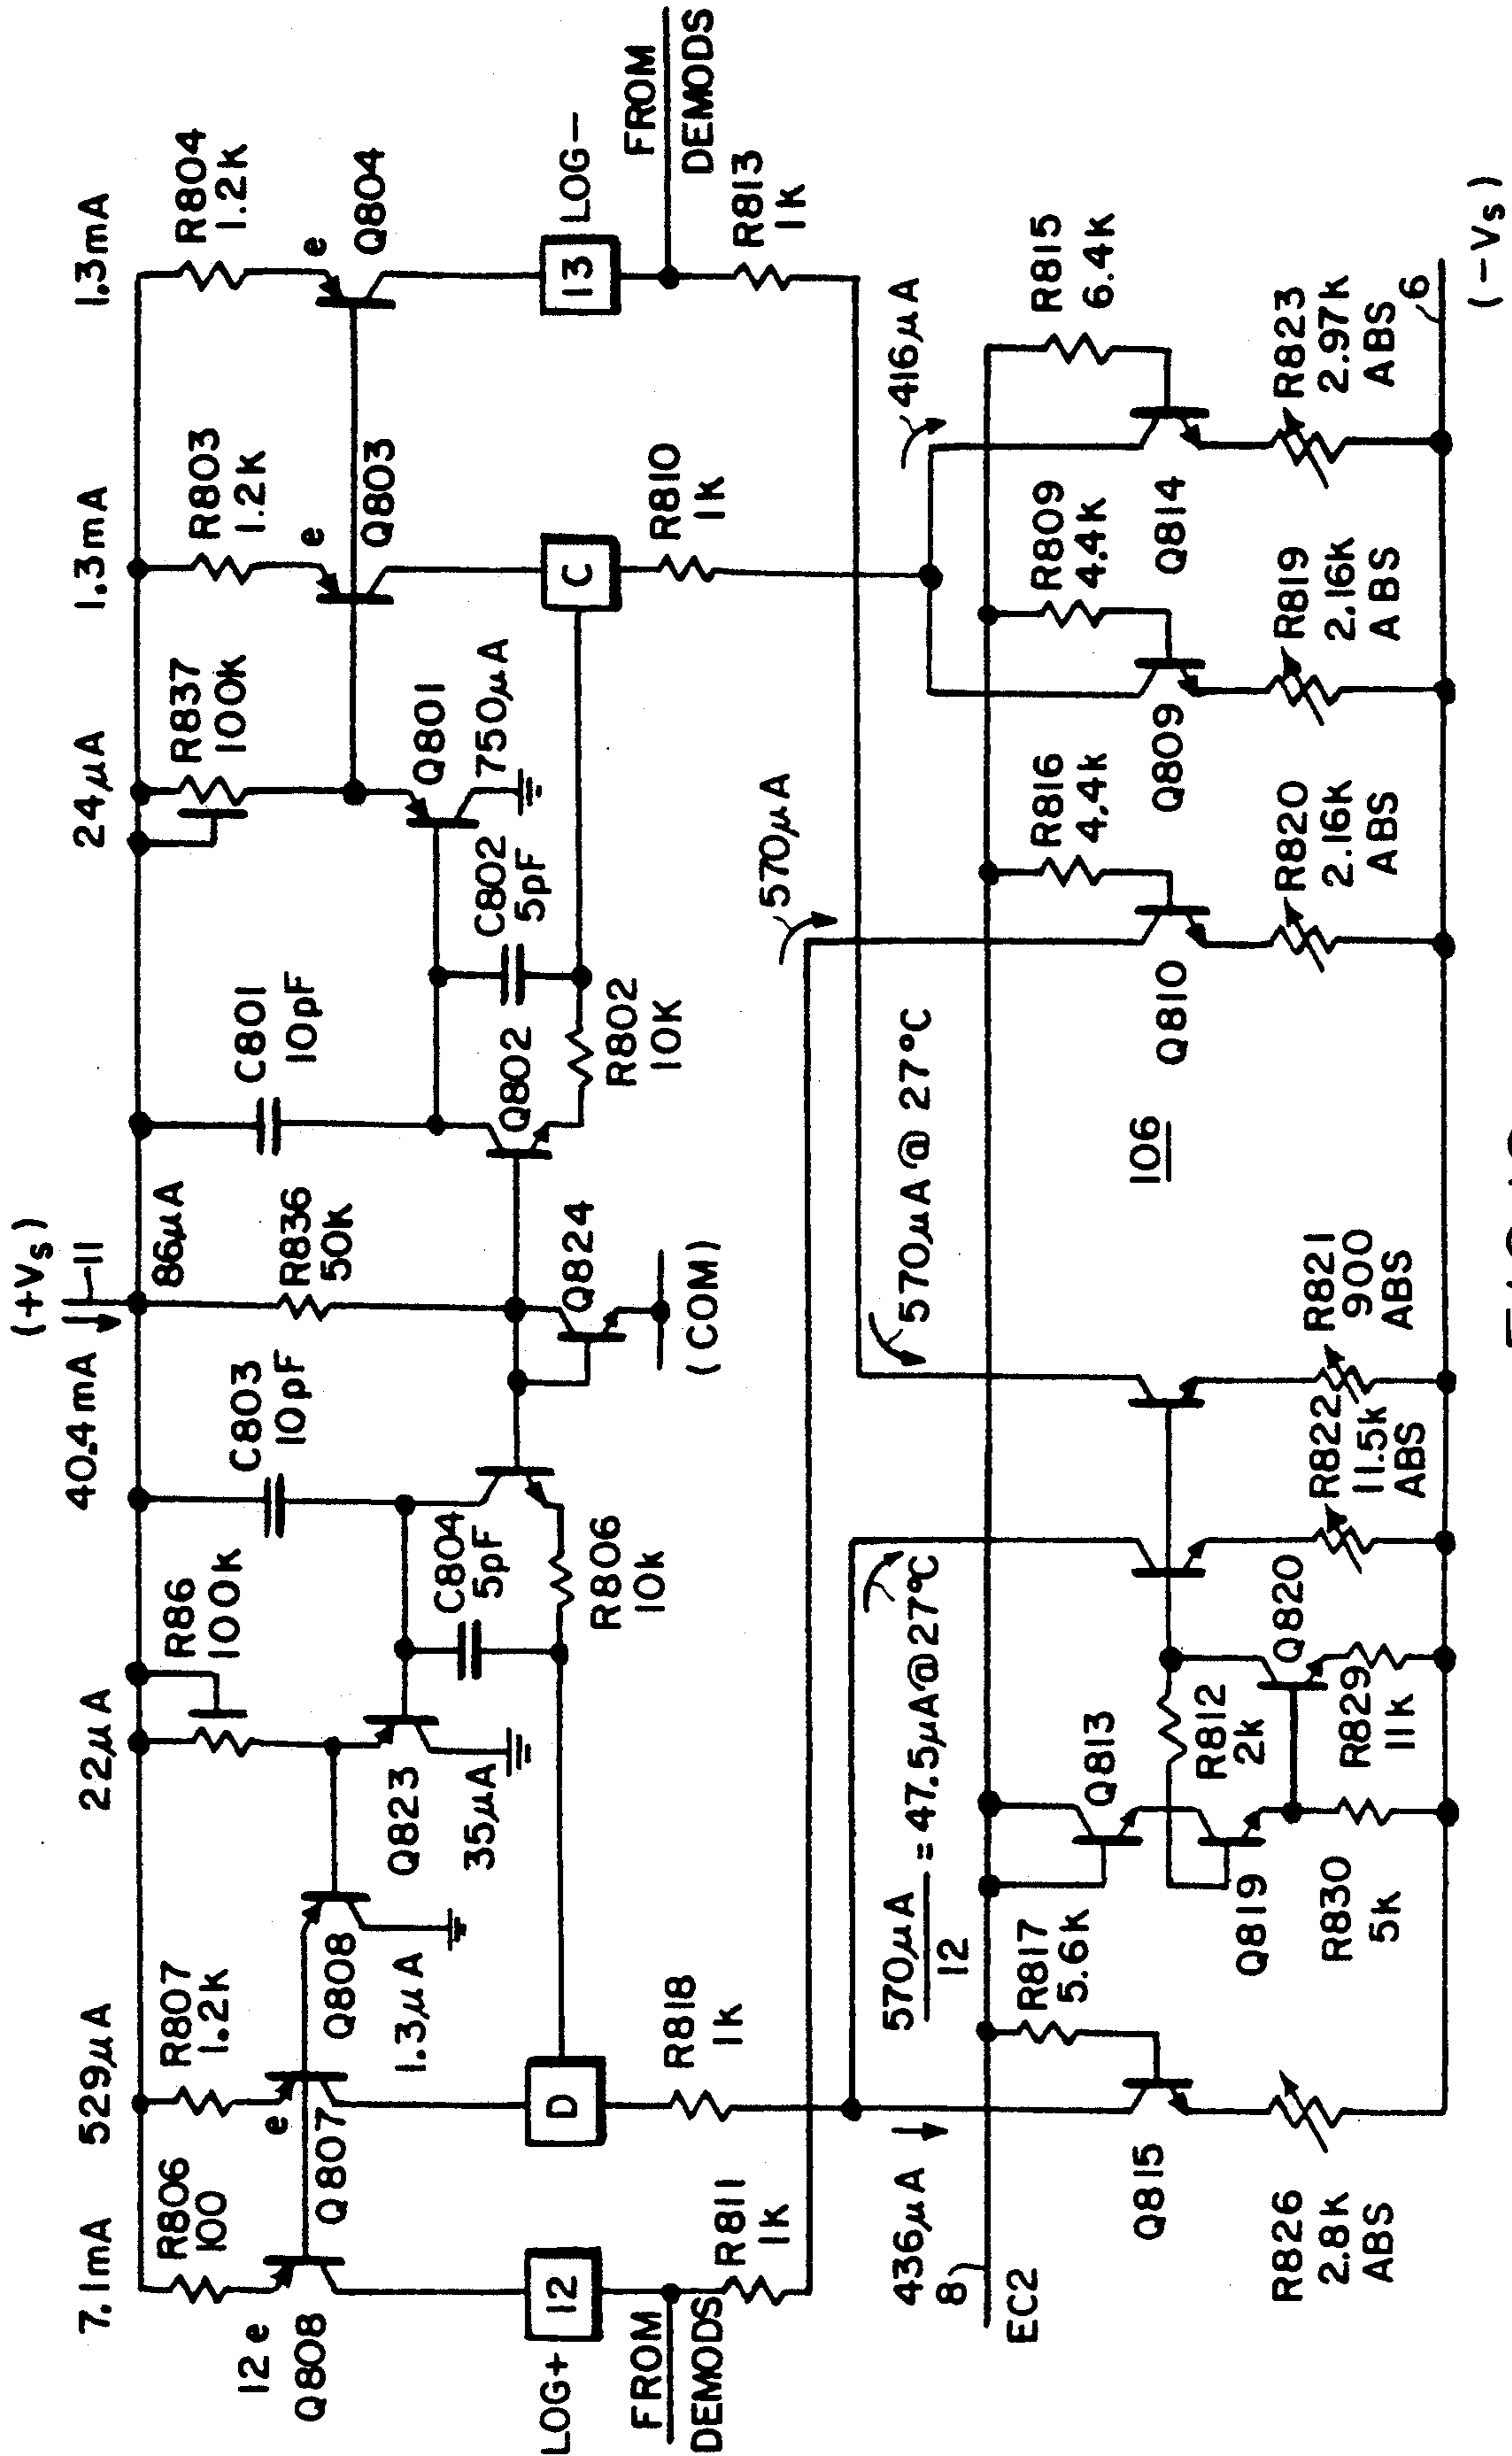 (+Vs)
40.4mA
11
7.1mA
529μA
22μA
86μA
24μA
1.3mA
1.3mA
R806
100
R807
1.2k
R86
100k
C803
10pF
R836
50k
C801
10pF
R837
100k
R803
1.2K
R804
1.2K
12e
Q808
e
Q807
Q808
1.3μA
Q823
35μA
C804
5pF
R806
10k
Q824
(COM)
Q802
R802
10K
C802
5pF
Q801
750μA
e
Q803
e
Q804
LOG+
12
D
C
13
LOG-
FROM
DEMODS
R811
1k
R818
1k
R810
1k
R813
1k
FROM
DEMODS
436μA
570μA
12
=47.5μA@27°C
570μA@27°C
570μA
416μA
8
EC2
R817
5.6k
Q813
R812
2k
Q815
Q819
Q820
R826
2.8k
ABS
R830
5k
R829
11k
R822
11.5k
ABS
R821
900
ABS
106
R816
4.4k
Q810
R820
2.16k
ABS
R809
4.4k
Q809
R819
2.16k
ABS
R815
6.4K
Q814
R823
2.97k
ABS
6
(-Vs)